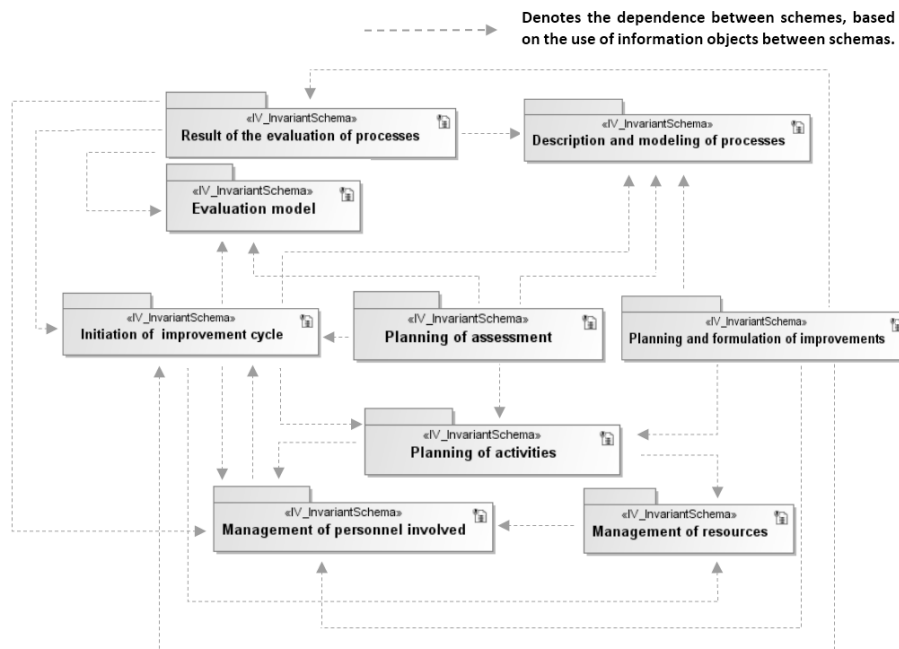 Denotes the dependence between schemes, based
on the use of information objects between schemas.
«IV_InvariantSchema»
Result of the evaluation of processes
«IV_InvariantSchema»
Description and modeling of processes
«IV_InvariantSchema»
Evaluation model
«IV_InvariantSchema»
Initiation of improvement cycle
«IV_InvariantSchema»
Planning of assessment
«IV_InvariantSchema»
Planning and formulation of improvements
«IV_InvariantSchema»
Planning of activities
«IV_InvariantSchema»
Management of personnel involved
«IV_InvariantSchema»
Management of resources